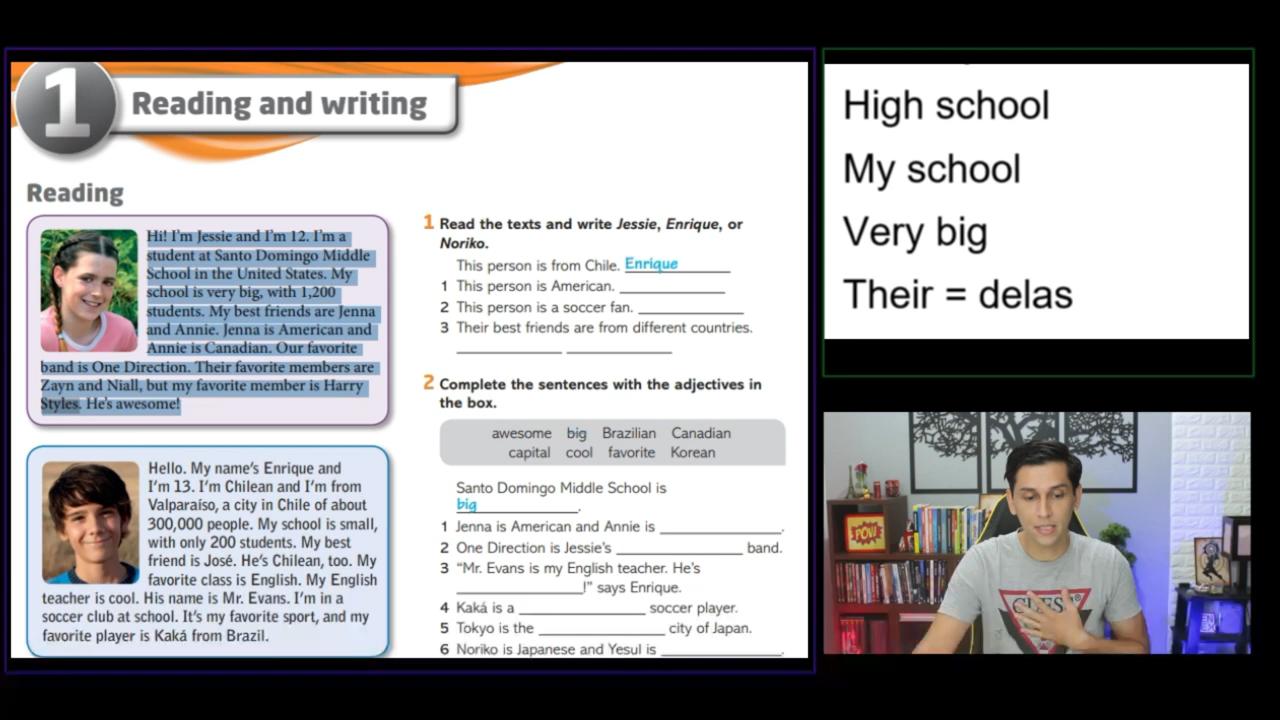 1
Reading and writing
Reading
Hi! I'm Jessie and I'm 12. I'm a
student at Santo Domingo Middle
School in the United States. My
school is very big, with 1,200
students. My best friends are Jenna
and Annie. Jenna is American and
Annie is Canadian. Our favorite
band is One Direction. Their favorite members are
Zayn and Niall, but my favorite member is Harry
Styles. He's awesome!
Hello. My name's Enrique and
I'm 13. I'm Chilean and I'm from
Valparaíso, a city in Chile of about
300,000 people. My school is small,
with only 200 students. My best
friend is José. He's Chilean, too. My
favorite class is English. My English
teacher is cool. His name is Mr. Evans. I'm in a
soccer club at school. It's my favorite sport, and my
favorite player is Kaká from Brazil.
1 Read the texts and write Jessie, Enrique, or
Noriko.
This person is from Chile. Enrique
1 This person is American.
2 This person is a soccer fan.
3 Their best friends are from different countries.
2 Complete the sentences with the adjectives in
the box.
awesome big Brazilian Canadian
capital cool favorite Korean
Santo Domingo Middle School is
big.
1 Jenna is American and Annie is ____.
2 One Direction is Jessie's ____ band.
3 "Mr. Evans is my English teacher. He's
____!" says Enrique.
4 Kaká is a ____ soccer player.
5 Tokyo is the ____ city of Japan.
6 Noriko is Japanese and Yesul is ____.
High school
My school
Very big
Their = delas
POW!
GUESS